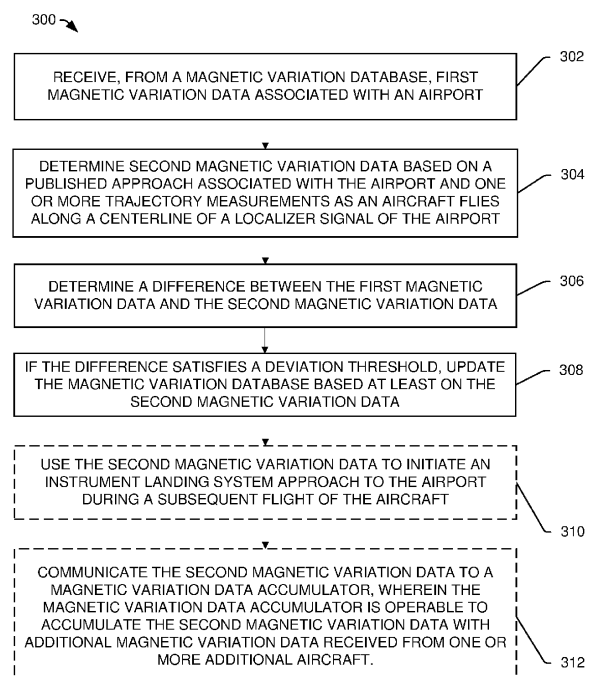 300
RECEIVE, FROM A MAGNETIC VARIATION DATABASE, FIRST
MAGNETIC VARIATION DATA ASSOCIATED WITH AN AIRPORT
302
DETERMINE SECOND MAGNETIC VARIATION DATA BASED ON A
PUBLISHED APPROACH ASSOCIATED WITH THE AIRPORT AND ONE
OR MORE TRAJECTORY MEASUREMENTS AS AN AIRCRAFT FLIES
ALONG A CENTERLINE OF A LOCALIZER SIGNAL OF THE AIRPORT
304
DETERMINE A DIFFERENCE BETWEEN THE FIRST MAGNETIC
VARIATION DATA AND THE SECOND MAGNETIC VARIATION DATA
306
IF THE DIFFERENCE SATISFIES A DEVIATION THRESHOLD, UPDATE
THE MAGNETIC VARIATION DATABASE BASED AT LEAST ON THE
SECOND MAGNETIC VARIATION DATA
308
USE THE SECOND MAGNETIC VARIATION DATA TO INITIATE AN
INSTRUMENT LANDING SYSTEM APPROACH TO THE AIRPORT
DURING A SUBSEQUENT FLIGHT OF THE AIRCRAFT
310
COMMUNICATE THE SECOND MAGNETIC VARIATION DATA TO A
MAGNETIC VARIATION DATA ACCUMULATOR, WHEREIN THE
MAGNETIC VARIATION DATA ACCUMULATOR IS OPERABLE TO
ACCUMULATE THE SECOND MAGNETIC VARIATION DATA WITH
ADDITIONAL MAGNETIC VARIATION DATA RECEIVED FROM ONE OR
MORE ADDITIONAL AIRCRAFT.
312